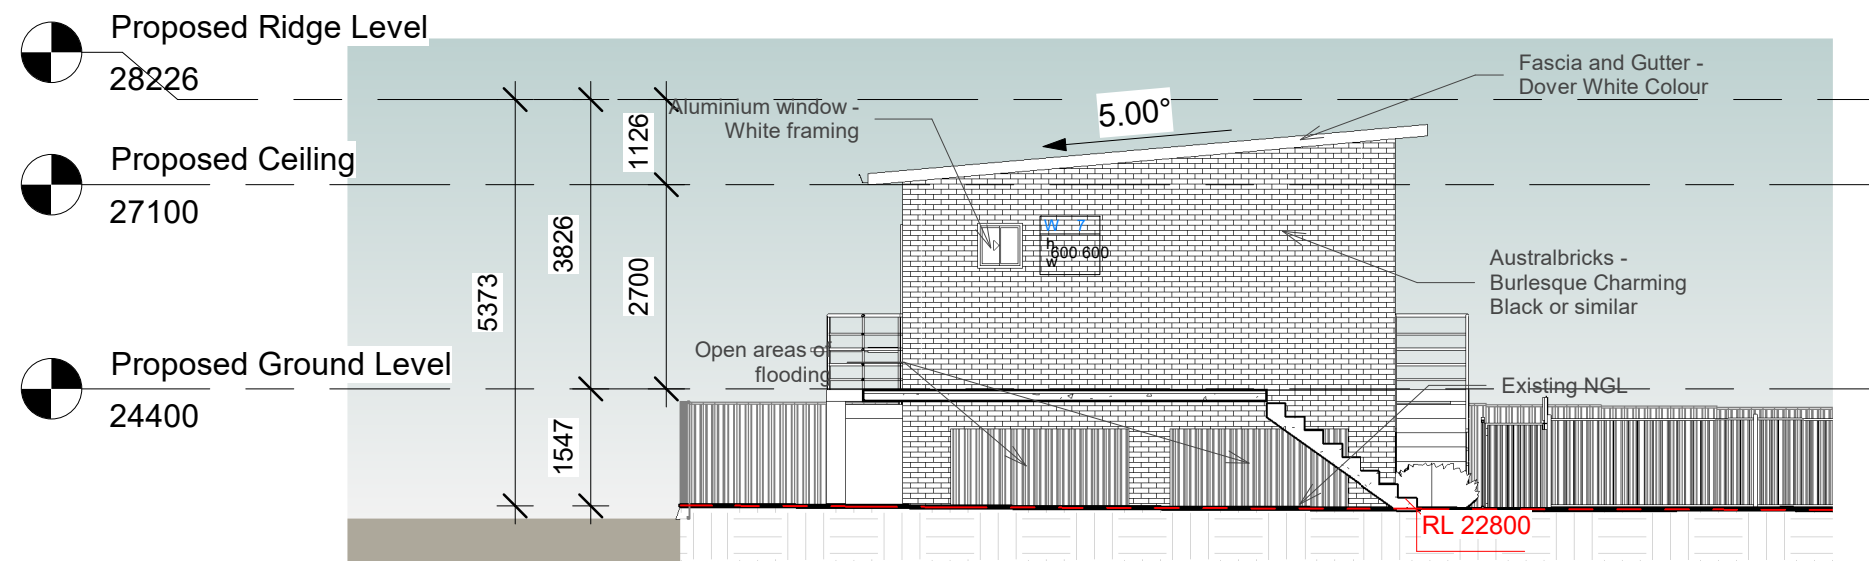 Proposed Ridge Level
28226
Proposed Ceiling
27100
Proposed Ground Level
24400
5373
3826
1547
1126
2700
Aluminium window -
White framing
5.00°
Fascia and Gutter -
Dover White Colour
W 7
h
w
600 600
Australbricks -
Burlesque Charming
Black or similar
Open areas of
flooding
Existing NGL
RL 22800